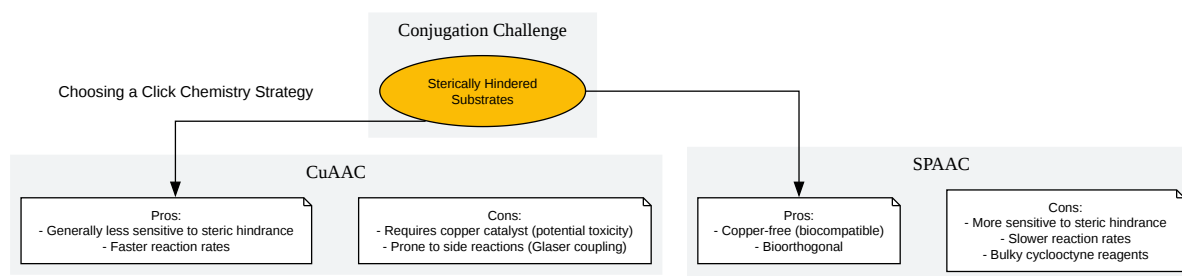 Conjugation Challenge
Sterically Hindered
Substrates
Choosing a Click Chemistry Strategy
CuAAC
Pros:
- Generally less sensitive to steric hindrance
- Faster reaction rates
Cons:
- Requires copper catalyst (potential toxicity)
- Prone to side reactions (Glaser coupling)
SPAAC
Pros:
- Copper-free (biocompatible)
- Bioorthogonal
Cons:
- More sensitive to steric hindrance
- Slower reaction rates
- Bulky cyclooctyne reagents